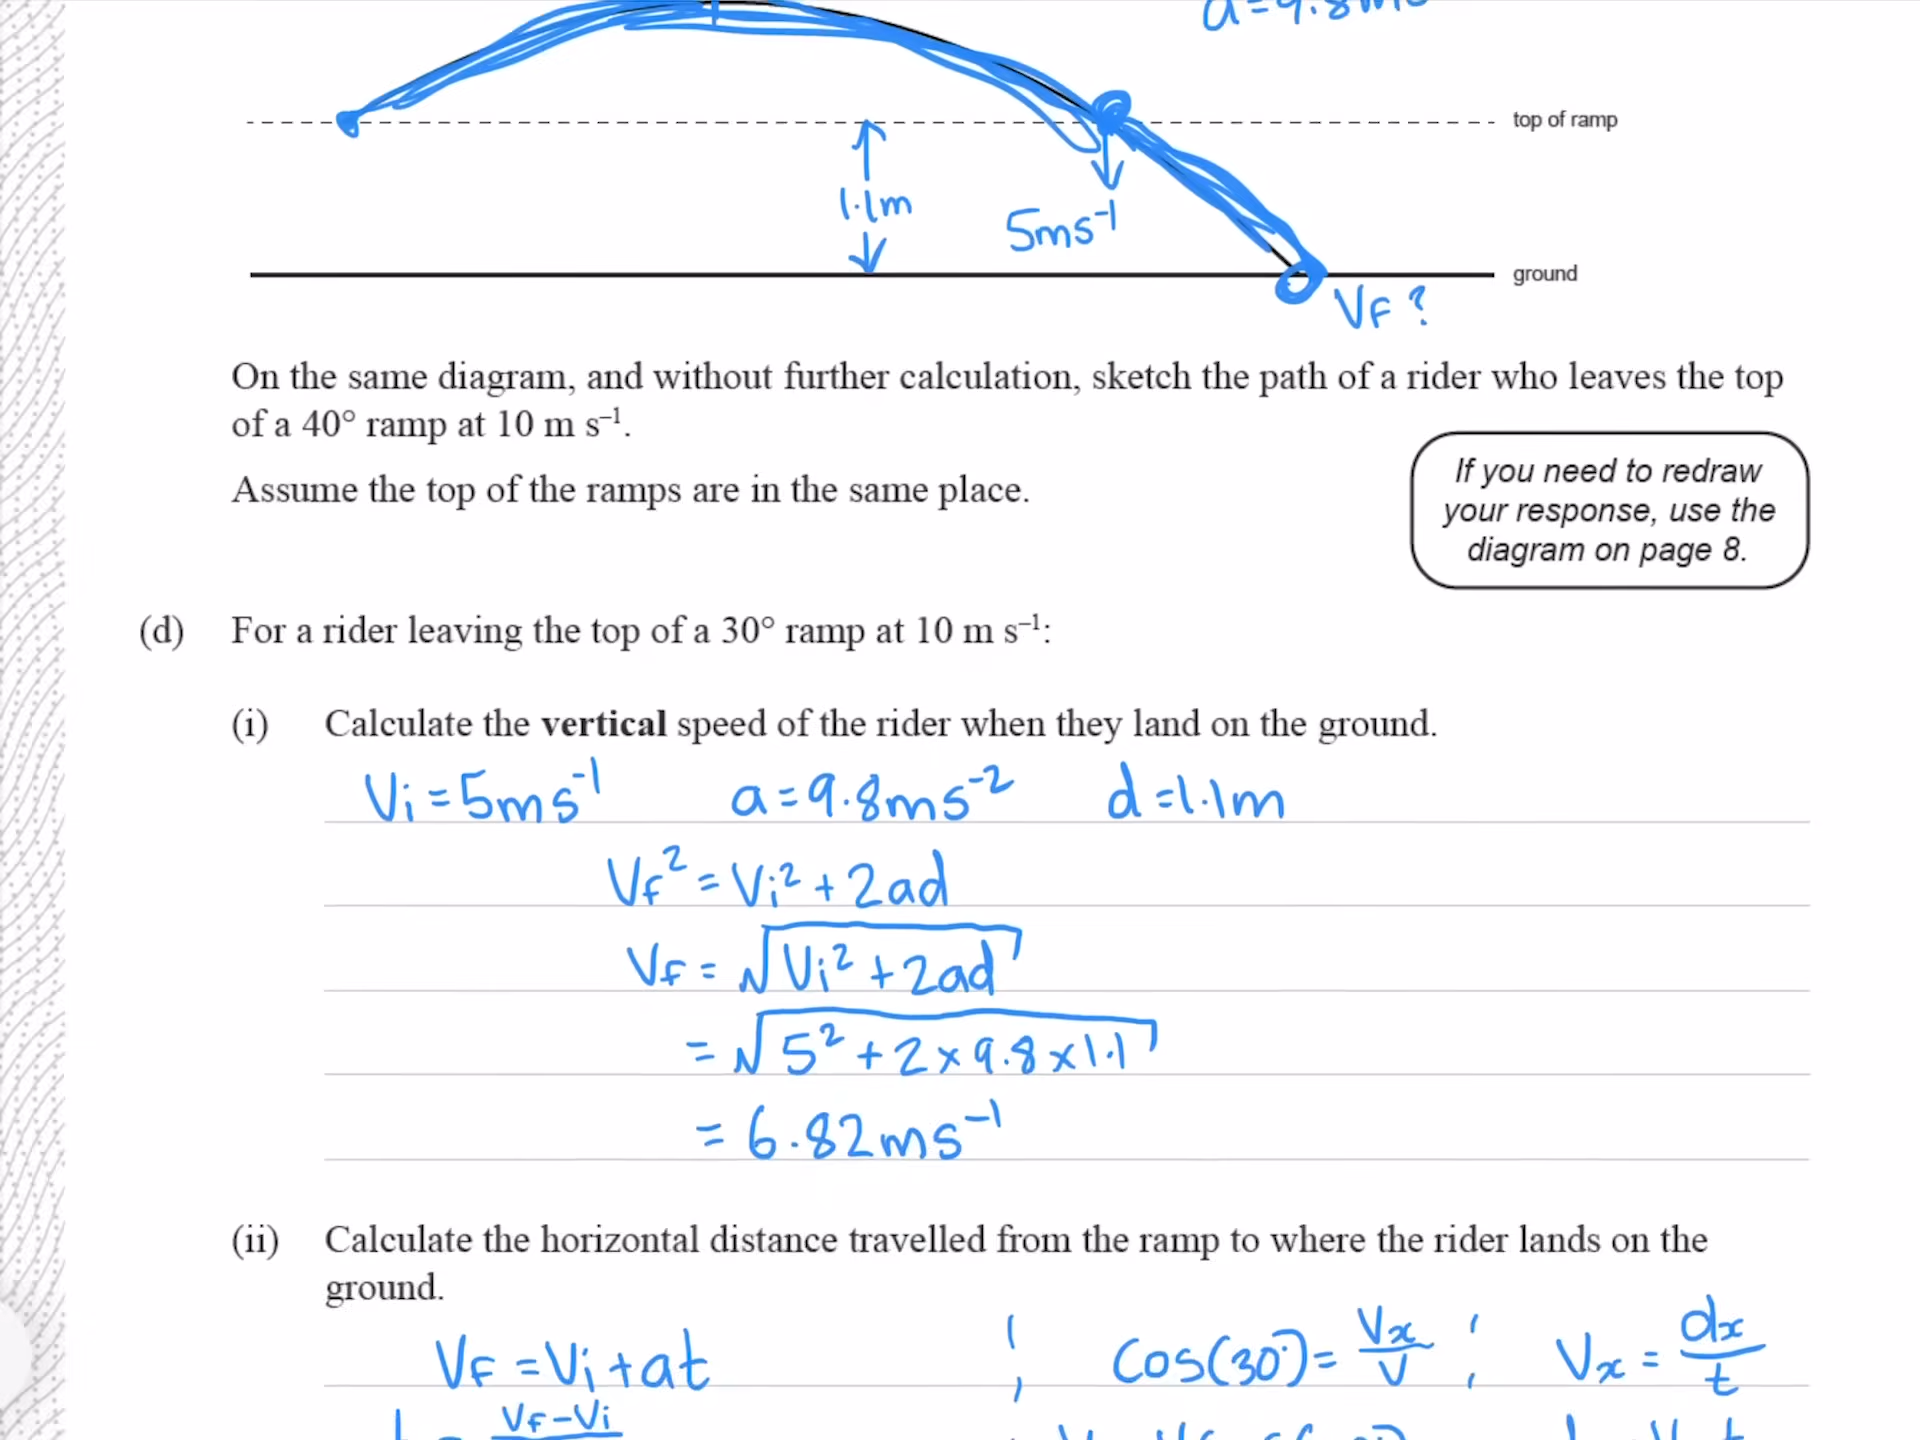 top of ramp
1.1m
5ms⁻¹
ground
VF ?
On the same diagram, and without further calculation, sketch the path of a rider who leaves the top
of a 40° ramp at 10 m s⁻¹.
Assume the top of the ramps are in the same place.
If you need to redraw
your response, use the
diagram on page 8.
(d) For a rider leaving the top of a 30° ramp at 10 m s⁻¹:
(i) Calculate the vertical speed of the rider when they land on the ground.
Vi = 5ms⁻¹ a = 9.8ms⁻² d = 1.1m
Vf² = Vi² + 2ad
Vf = √Vi² + 2ad
= √5² + 2 × 9.8 × 1.1
= 6.82ms⁻¹
(ii) Calculate the horizontal distance travelled from the ramp to where the rider lands on the
ground.
VF = Vi + at Cos(30°) = Vx/V Vx = dx/t
VF - Vi